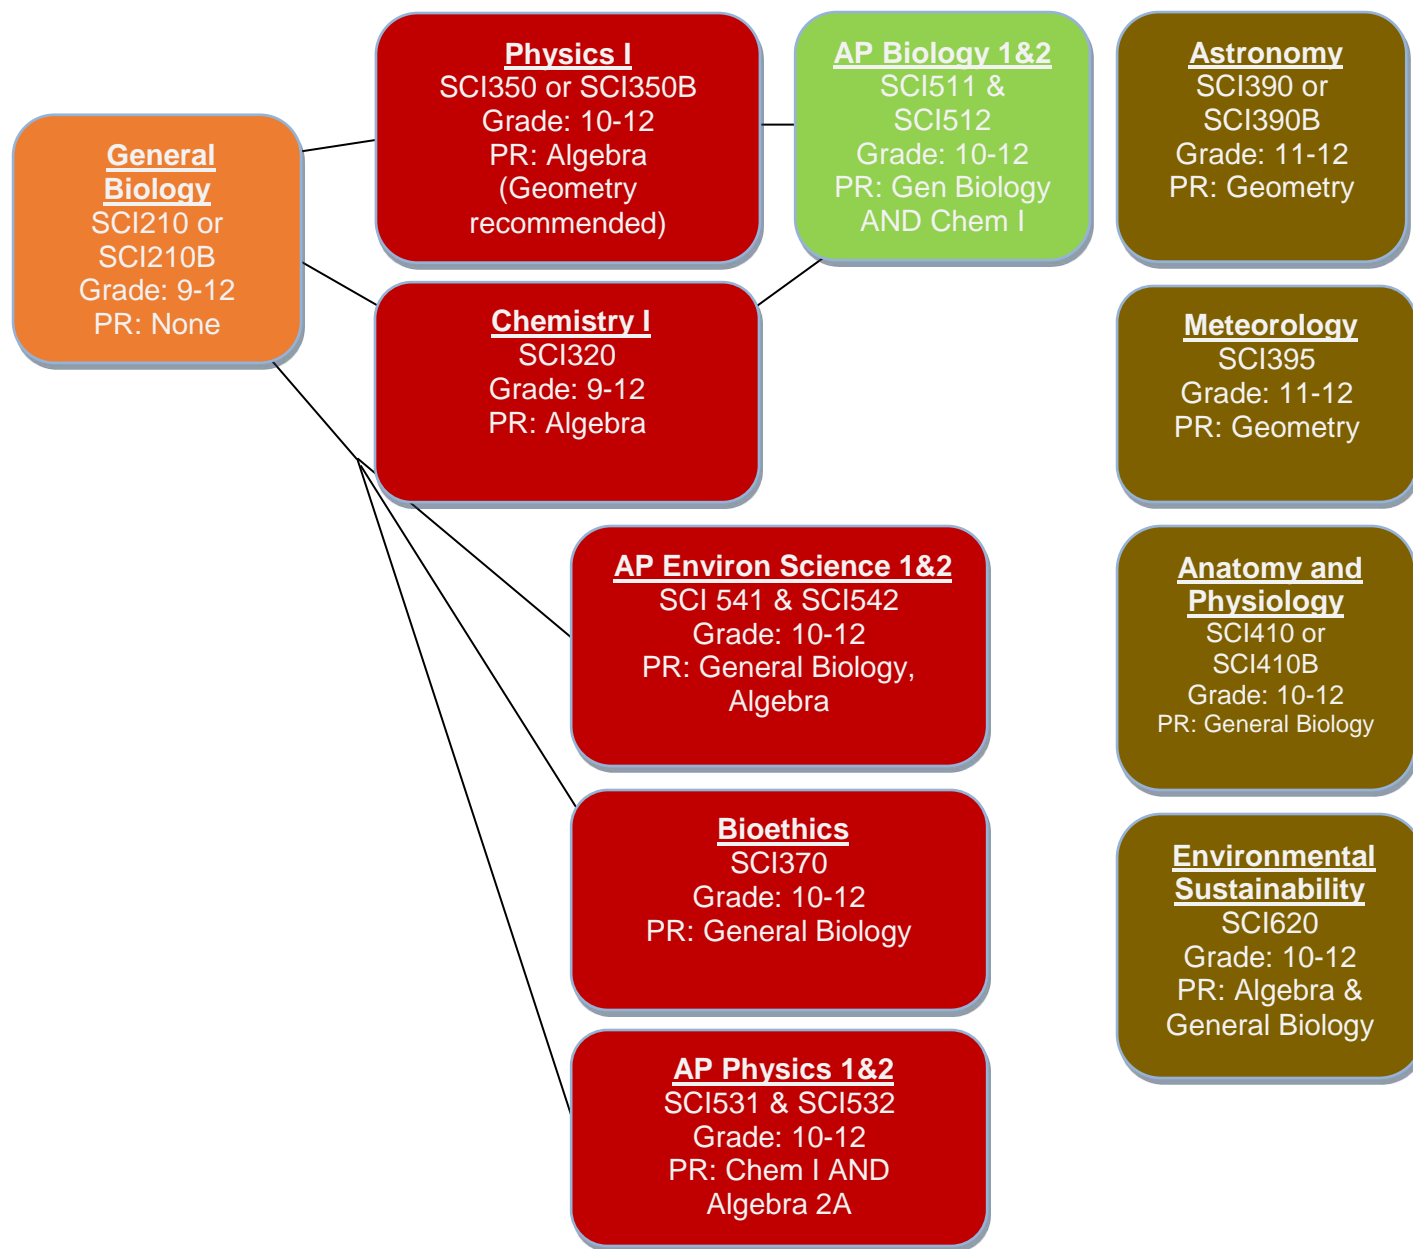 General
Biology
SCI210 or
SCI210B
Grade: 9-12
PR: None
Physics I
SCI350 or SCI350B
Grade: 10-12
PR: Algebra
(Geometry
recommended)
Chemistry I
SCI320
Grade: 9-12
PR: Algebra
AP Biology 1&2
SCI511 &
SCI512
Grade: 10-12
PR: Gen Biology
AND Chem I
AP Environ Science 1&2
SCI 541 & SCI542
Grade: 10-12
PR: General Biology,
Algebra
Bioethics
SCI370
Grade: 10-12
PR: General Biology
AP Physics 1&2
SCI531 & SCI532
Grade: 10-12
PR: Chem I AND
Algebra 2A
Astronomy
SCI390 or
SCI390B
Grade: 11-12
PR: Geometry
Meteorology
SCI395
Grade: 11-12
PR: Geometry
Anatomy and
Physiology
SCI410 or
SCI410B
Grade: 10-12
PR: General Biology
Environmental
Sustainability
SCI620
Grade: 10-12
PR: Algebra &
General Biology